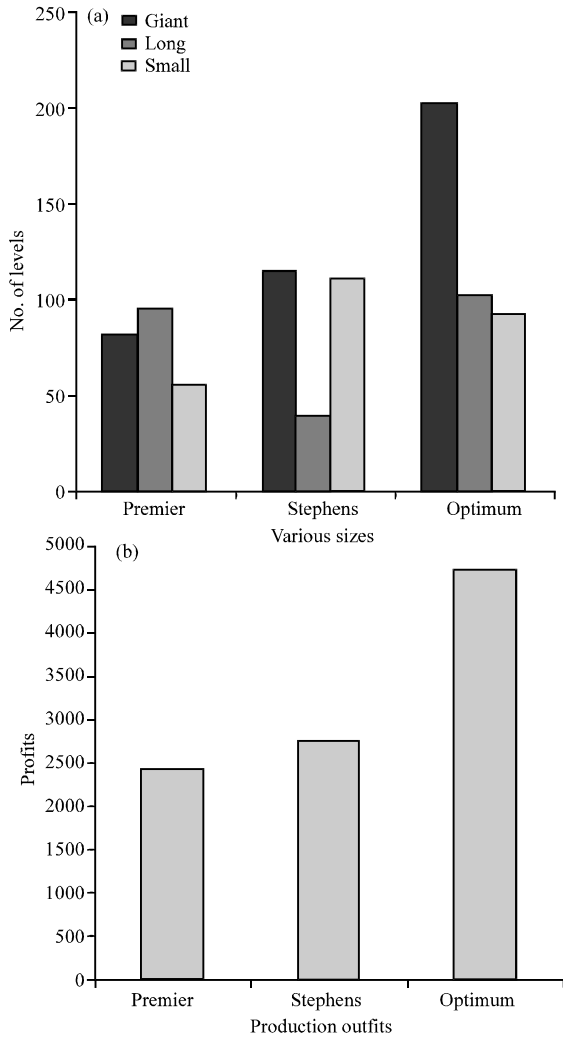 (a)
Giant
Long
Small
250
200
150
100
50
0
No. of levels
Premier Stephens Optimum
Various sizes
(b)
5000
4500
4000
3500
3000
2500
2000
1500
1000
500
0
Profits
Premier Stephens Optimum
Production outfits